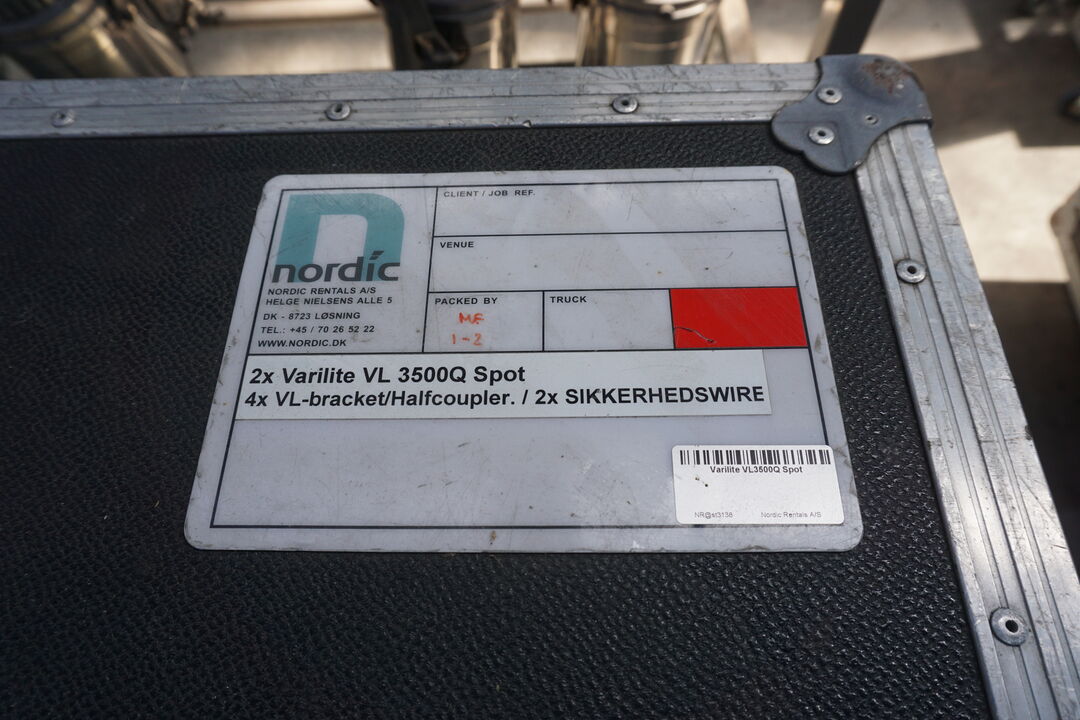 nordic
NORDIC RENTALS A/S
HELGE NIELSENS ALLE 5
DK - 8723 LØSNING
TEL.: +45 / 70 26 52 22
WWW.NORDIC.DK
CLIENT / JOB REF.
VENUE
PACKED BY
MF
1-2
TRUCK
2x Varilite VL 3500Q Spot
4x VL-bracket/Halfcoupler. / 2x SIKKERHEDSWIRE
Varilite VL3500Q Spot
NR@st3138 Nordic Rentals A/S